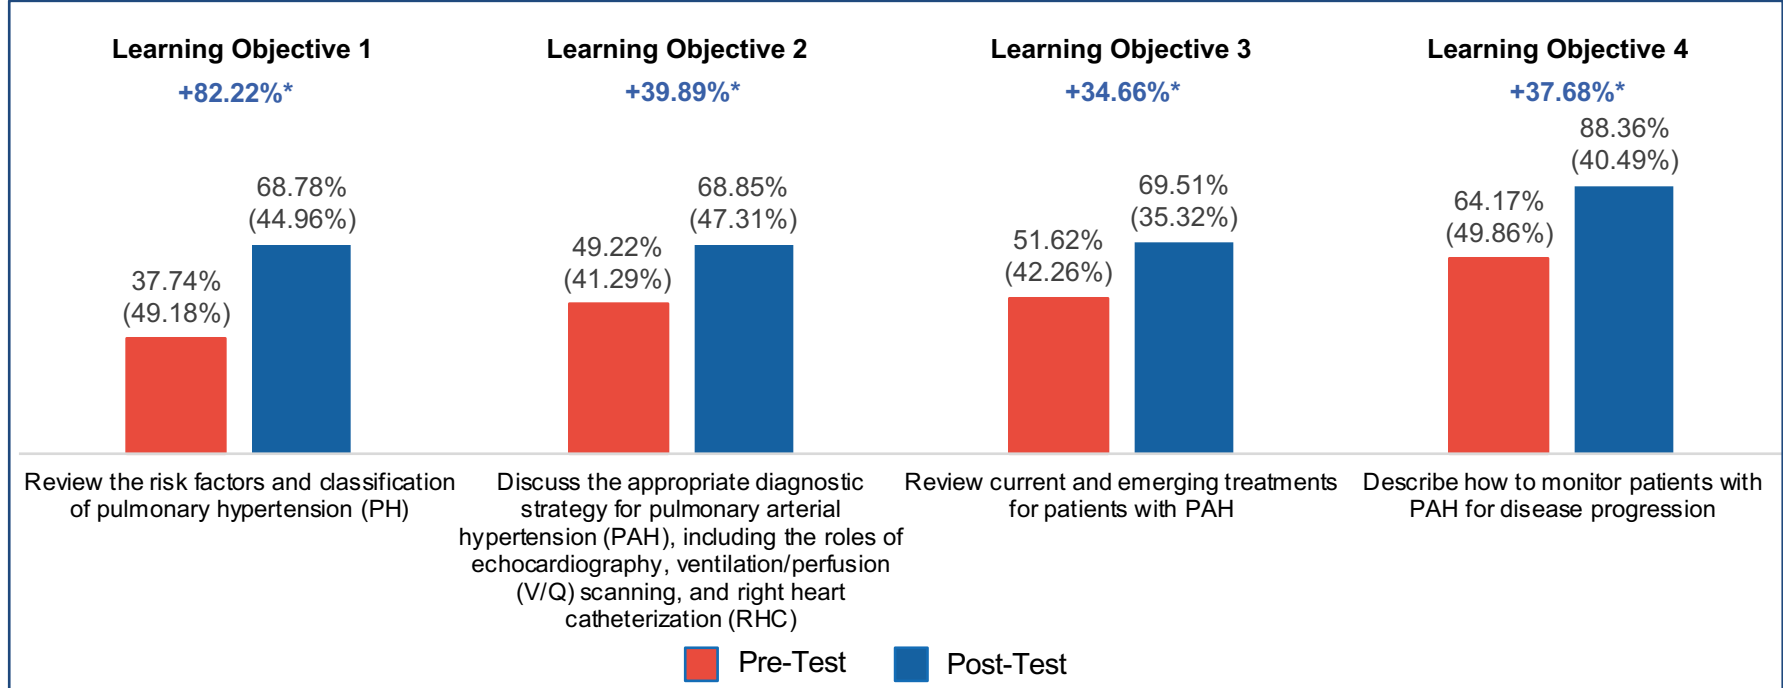 Learning Objective 1
+82.22%*
37.74%
(49.18%)
68.78%
(44.96%)
Review the risk factors and classification
of pulmonary hypertension (PH)
Learning Objective 2
+39.89%*
49.22%
(41.29%)
68.85%
(47.31%)
Discuss the appropriate diagnostic
strategy for pulmonary arterial
hypertension (PAH), including the roles of
echocardiography, ventilation/perfusion
(V/Q) scanning, and right heart
catheterization (RHC)
Learning Objective 3
+34.66%*
51.62%
(42.26%)
69.51%
(35.32%)
Review current and emerging treatments
for patients with PAH
Learning Objective 4
+37.68%*
64.17%
(49.86%)
88.36%
(40.49%)
Describe how to monitor patients with
PAH for disease progression
Pre-Test
Post-Test